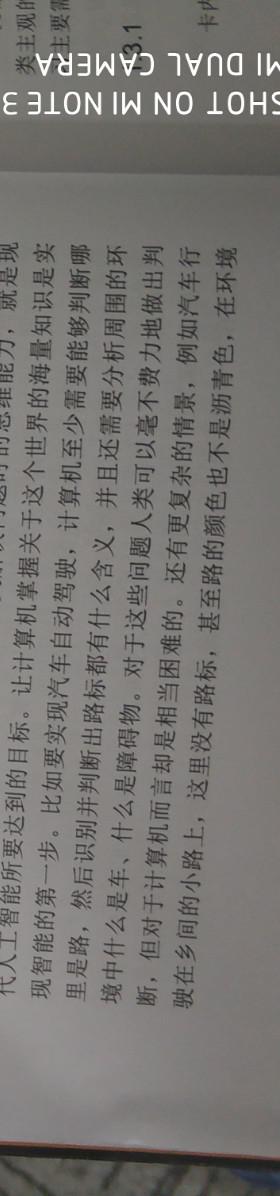 思维能力，就是现
代人工智能所要达到的目标。让计算机掌握关于这个世界的海量知识是实
现智能的第一步。比如要实现汽车自动驾驶，计算机至少需要能够判断哪
里是路，然后识别并判断出路标都有什么含义，并且还需要分析周围的环
境中什么是车、什么是障碍物。对于这些问题人类可以毫不费力地做出判
断，但对于计算机而言却是相当困难的。还有更复杂的情景，例如汽车行
驶在乡间的小路上，这里没有路标，甚至路的颜色也不是沥青色，在环境
类主观的
主要需
3.1
卡内
SHOT ON MI NOTE 3
MI DUAL CAMERA